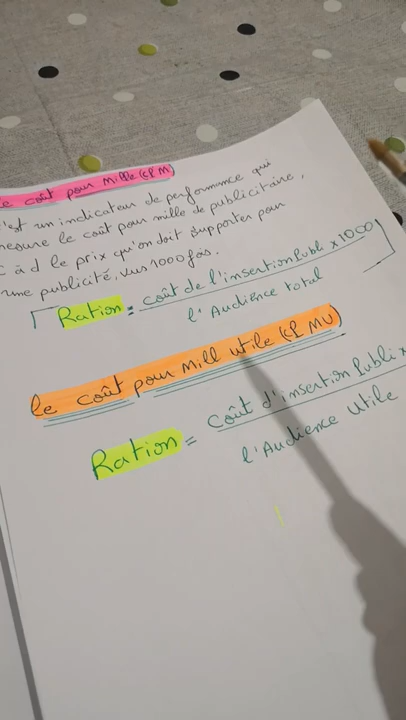 le coût pour mille (CPM)
c'est un indicateur de performance qui
mesure le coût pour mille de publicitaire,
C à d le prix qu'on doit supporter pour
une publicité, vus 1000 fois.
Ration = coût de l'insertion Publ x 1000
l'Audience total
le coût pour mill utile (CPMU)
Ration = Coût d'insertion Publi x
l'Audience utile